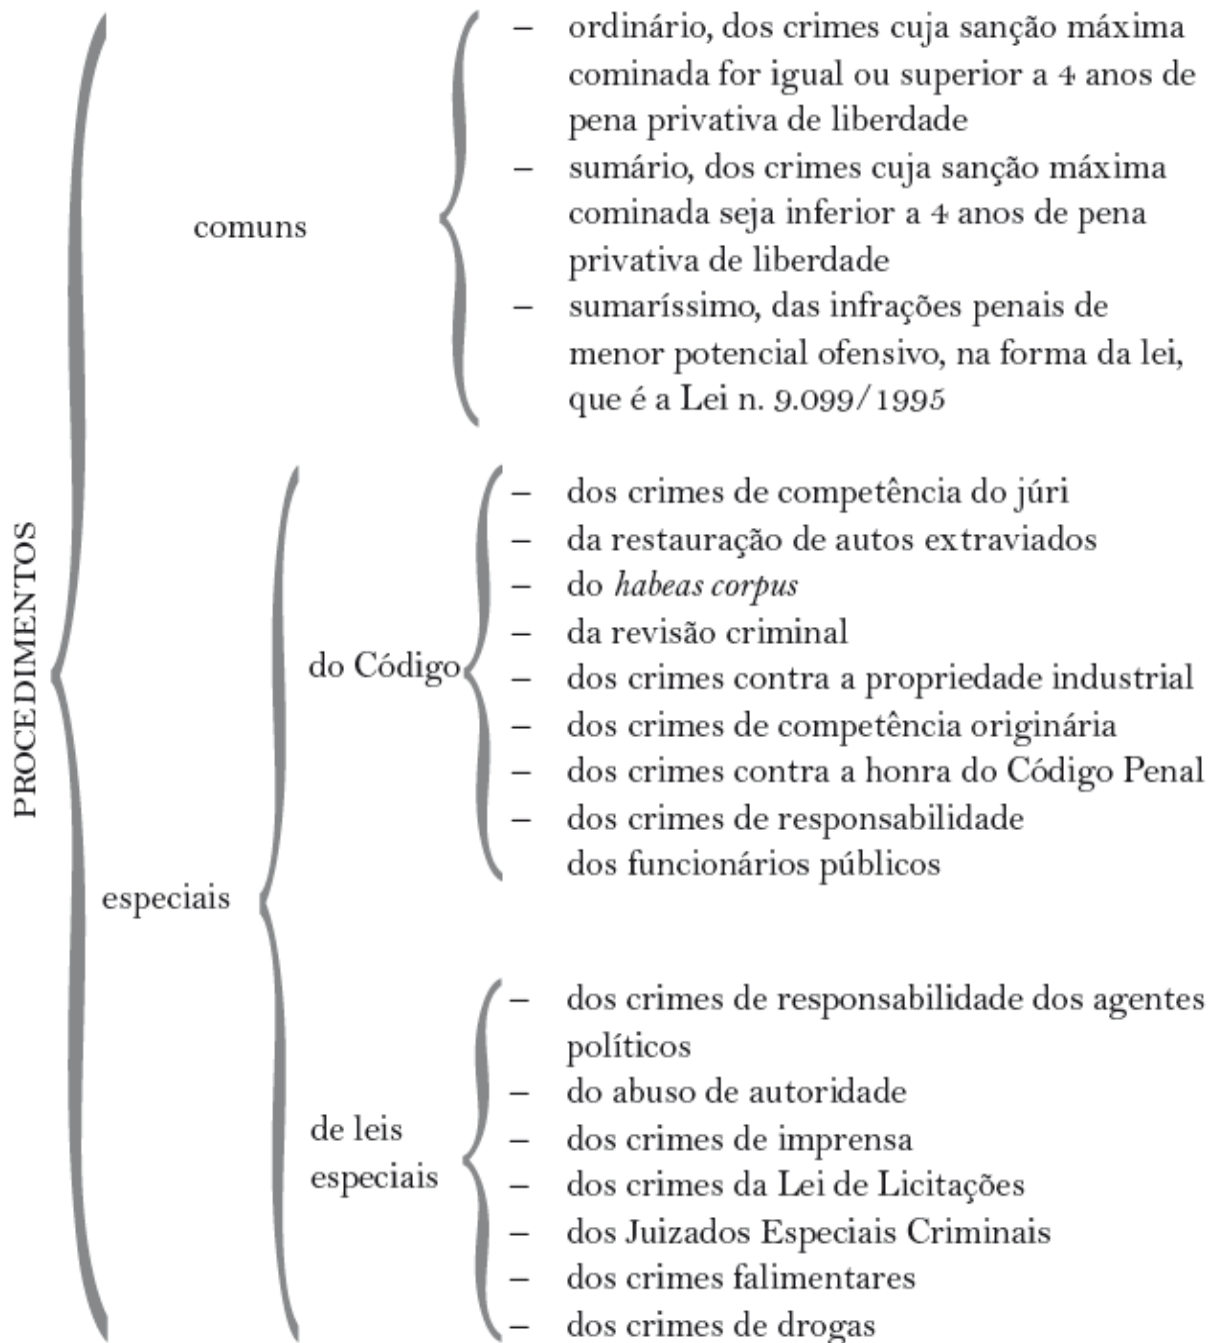 PROCEDIMENTOS
comuns
– ordinário, dos crimes cuja sanção máxima
cominada for igual ou superior a 4 anos de
pena privativa de liberdade
– sumário, dos crimes cuja sanção máxima
cominada seja inferior a 4 anos de pena
privativa de liberdade
– sumaríssimo, das infrações penais de
menor potencial ofensivo, na forma da lei,
que é a Lei n. 9.099/1995
especiais
do Código
– dos crimes de competência do júri
– da restauração de autos extraviados
– do habeas corpus
– da revisão criminal
– dos crimes contra a propriedade industrial
– dos crimes de competência originária
– dos crimes contra a honra do Código Penal
– dos crimes de responsabilidade
dos funcionários públicos
de leis
especiais
– dos crimes de responsabilidade dos agentes
políticos
– do abuso de autoridade
– dos crimes de imprensa
– dos crimes da Lei de Licitações
– dos Juizados Especiais Criminais
– dos crimes falimentares
– dos crimes de drogas